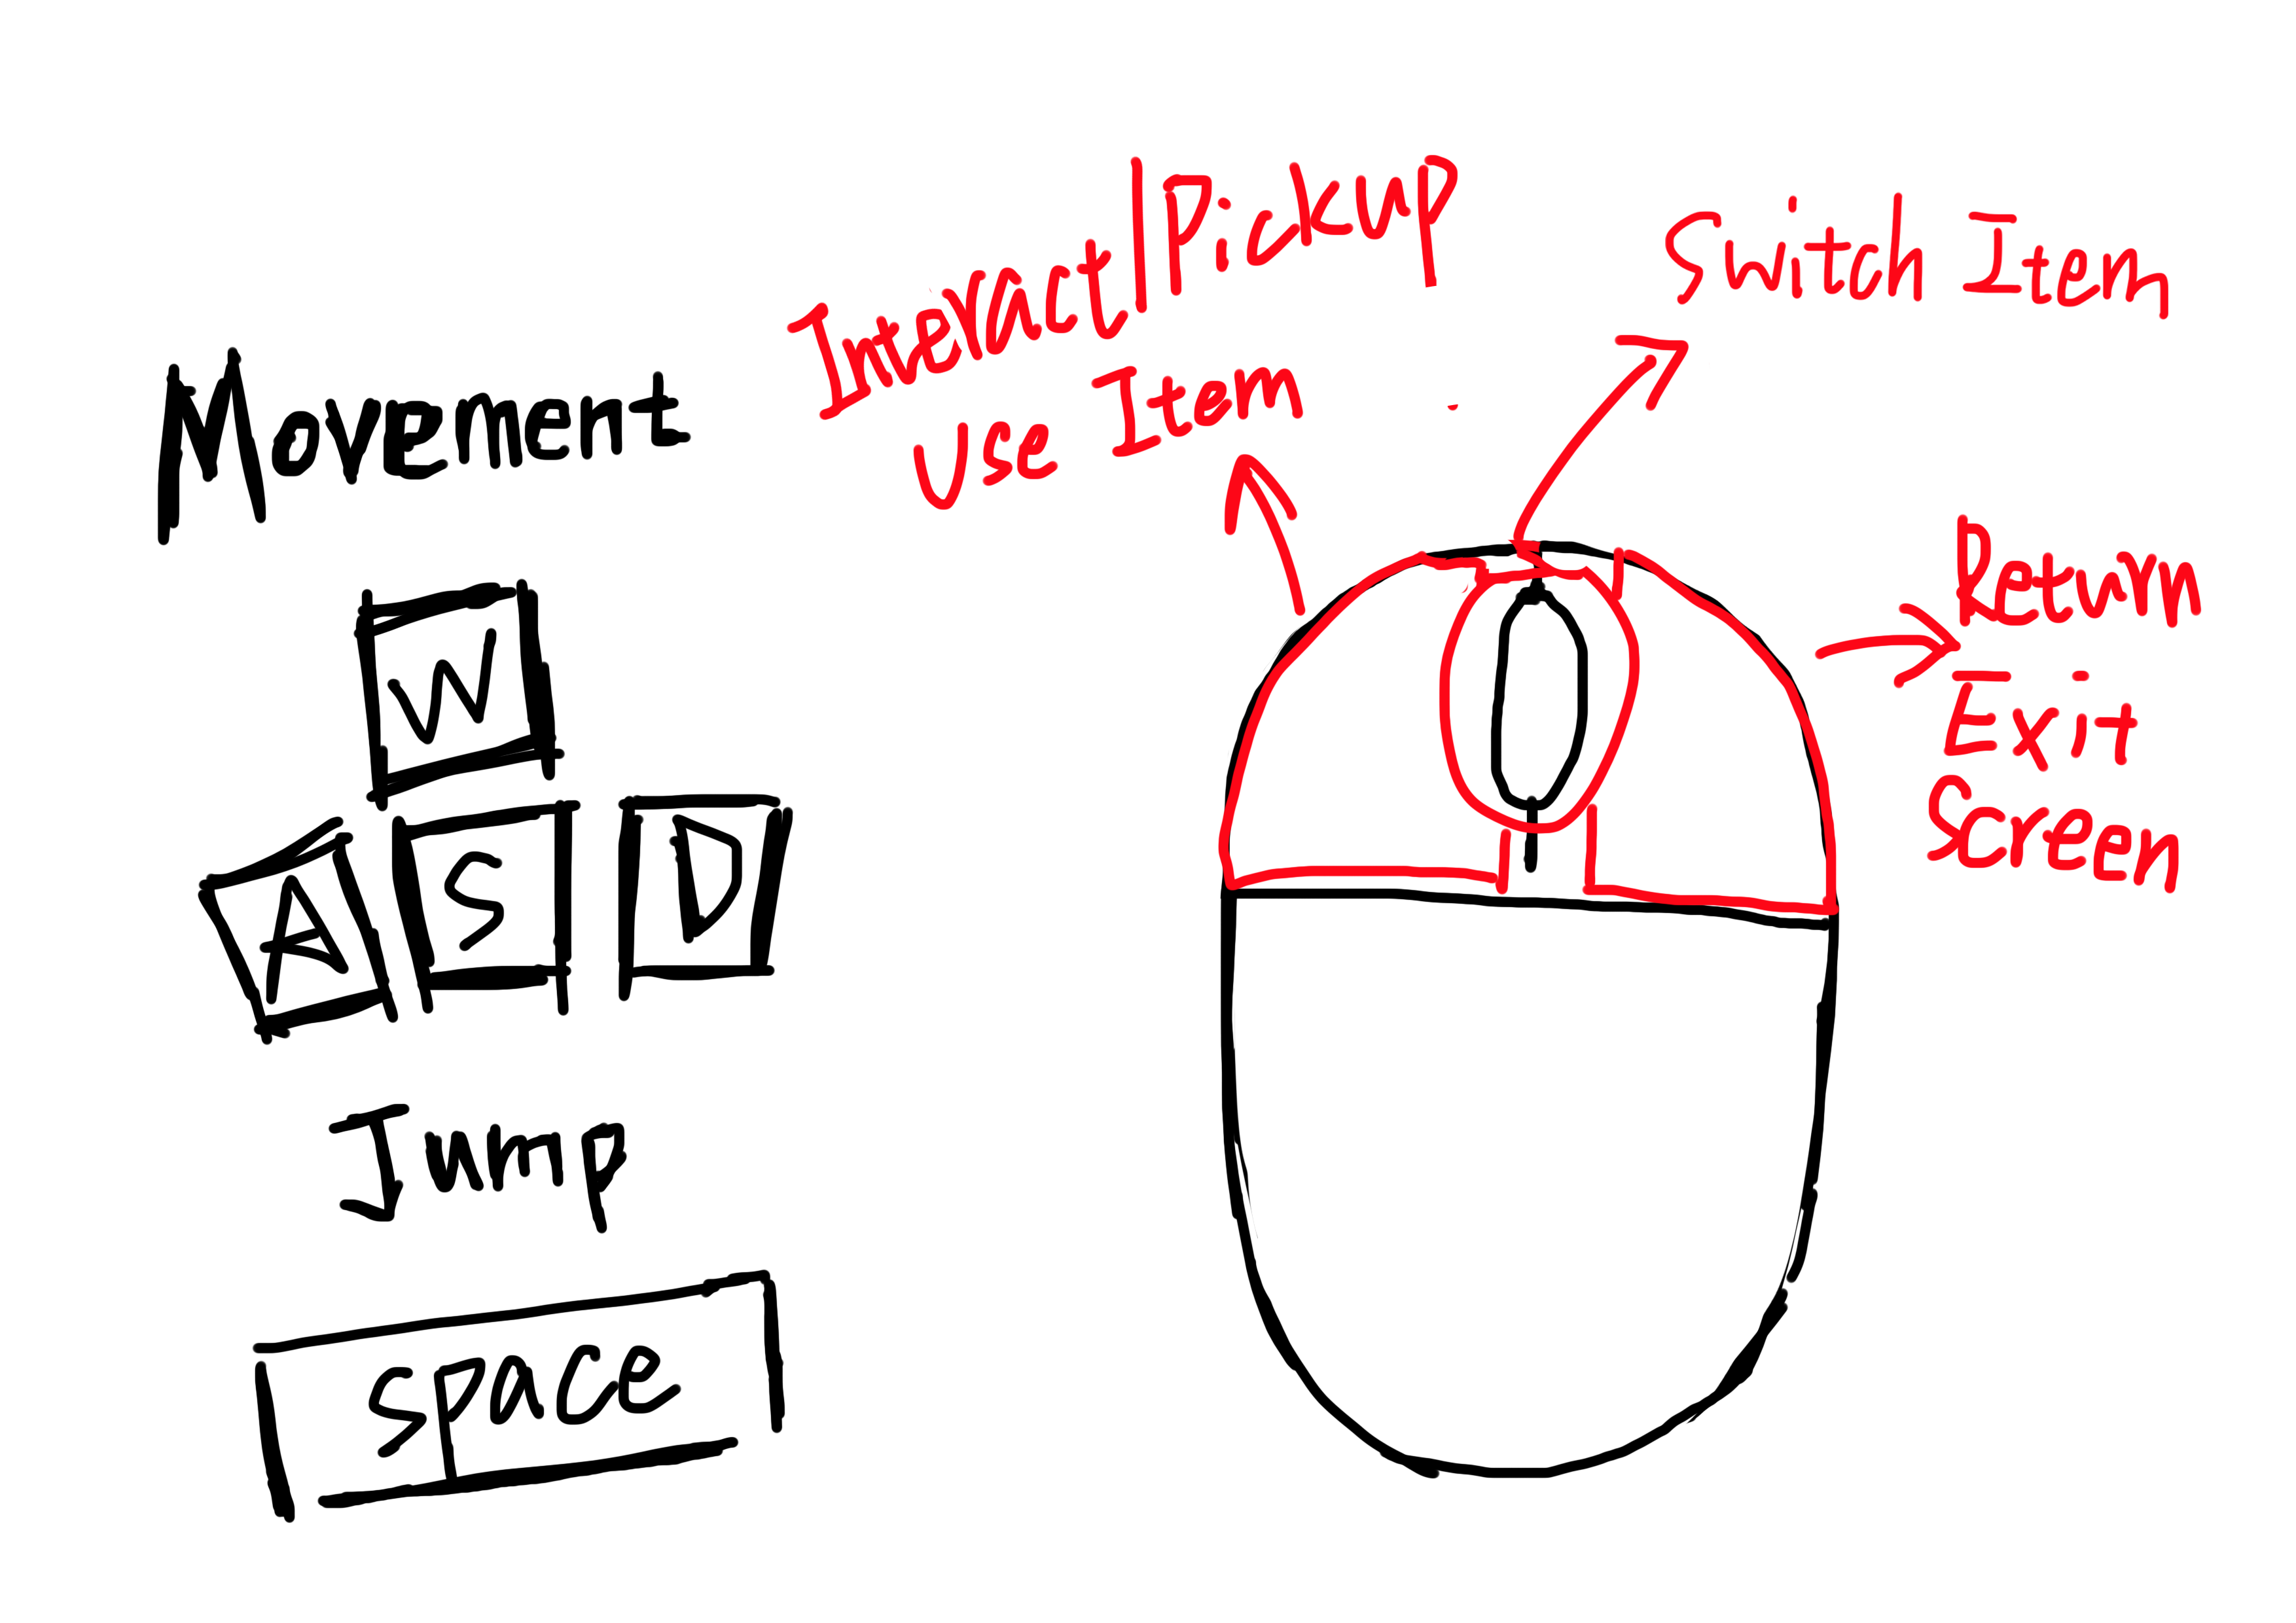 Movement
W
A S D
Jump
Space
Interact/Pickup
Use Item
Switch Item
Return
Exit
Screen